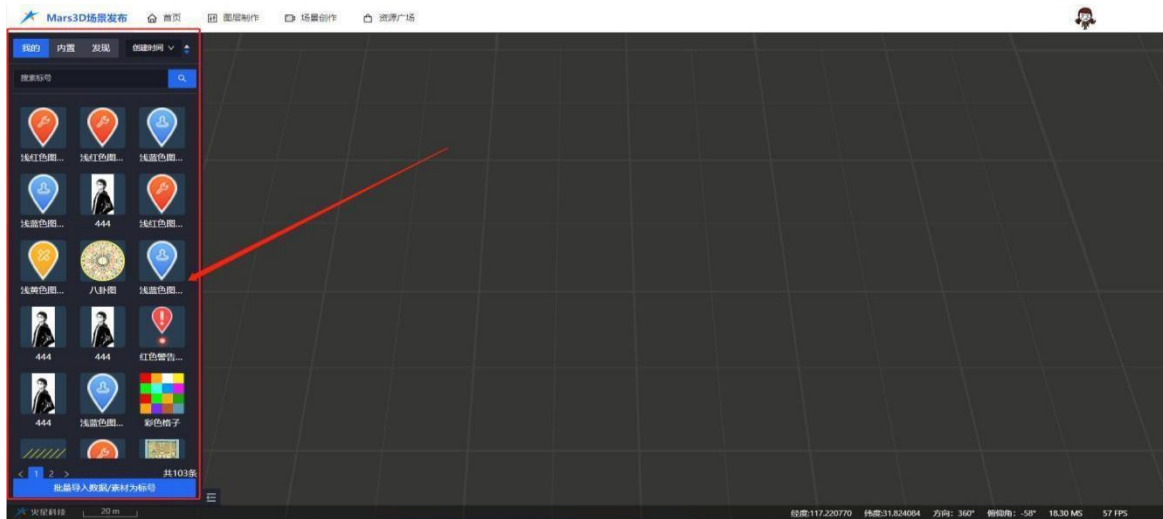 Mars3D场景发布 首页 图层制作 场景创作 资源广场
我的 内置 发现 创建时间
搜索标号
浅红色图... 浅红色图... 浅蓝色图...
浅蓝色图... 444 浅红色图...
浅黄色图... 八卦图 浅蓝色图...
444 444 红色警告...
444 浅蓝色图... 彩色格子
< 1 2 > 共103条
批量导入数据/素材为标号
火星科技 20 m 经度:117.220770 纬度:31.824084 方向: 360° 俯仰角: -58° 18.30 MS 57 FPS